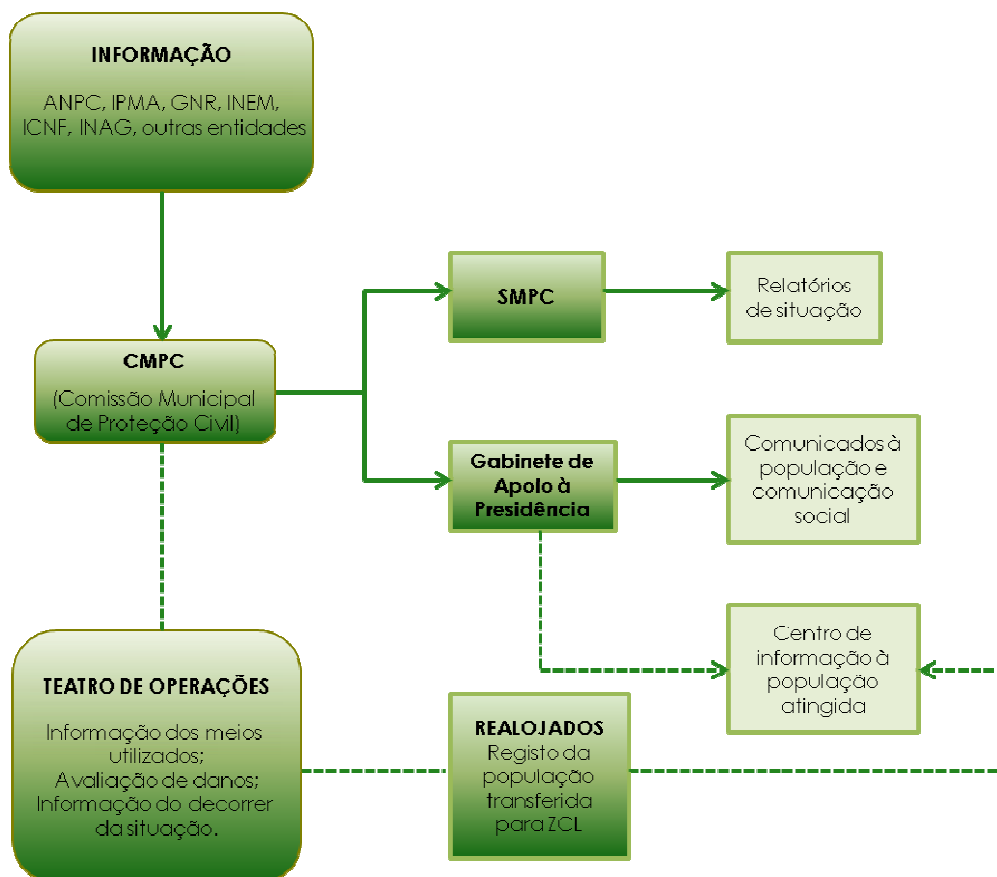 INFORMAÇÃO
ANPC, IPMA, GNR, INEM,
ICNF, INAG, outras entidades
SMPC
Relatórios
de situação
CMPC
(Comissão Municipal
de Proteção Civil)
Gabinete de
Apoio à
Presidência
Comunicados à
população e
comunicação
social
Centro de
informação à
população
atingida
TEATRO DE OPERAÇÕES
Informação dos meios
utilizados;
Avaliação de danos;
Informação do decorrer
da situação.
REALOJADOS
Registo da
população
transferida
para ZCL